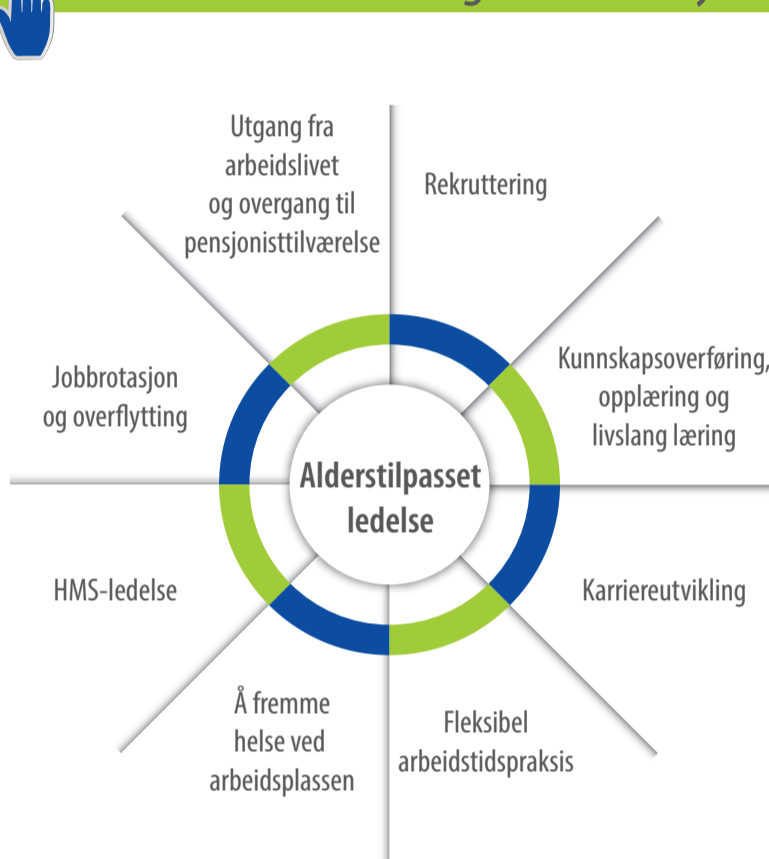 Utgang fra
arbeidslivet
og overgang til
pensjonisttilværelse
Rekruttering
Kunnskapsoverføring,
opplæring og
livslang læring
Karriereutvikling
Fleksibel
arbeidstidspraksis
Å fremme
helse ved
arbeidsplassen
HMS-ledelse
Jobbrotasjon
og overflytting
Alderstilpasset
ledelse